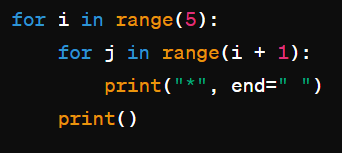 for i in range(5):
    for j in range(i + 1):
        print("*", end=" ")
    print()